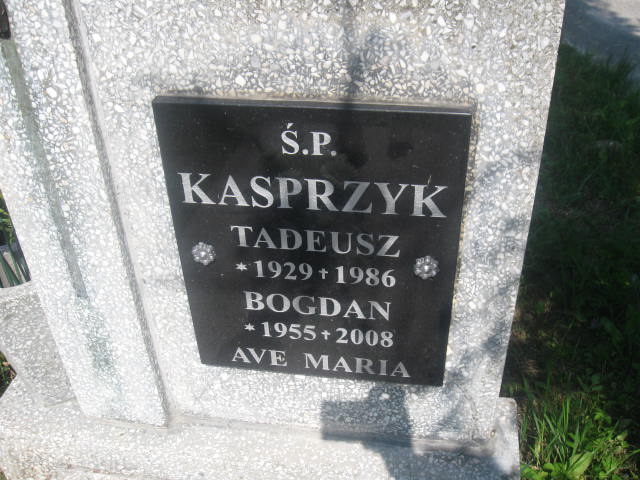 Ś.P.
KASPRZYK
TADEUSZ
*1929 ✝ 1986
BOGDAN
*1955 ✝ 2008
AVE MARIA